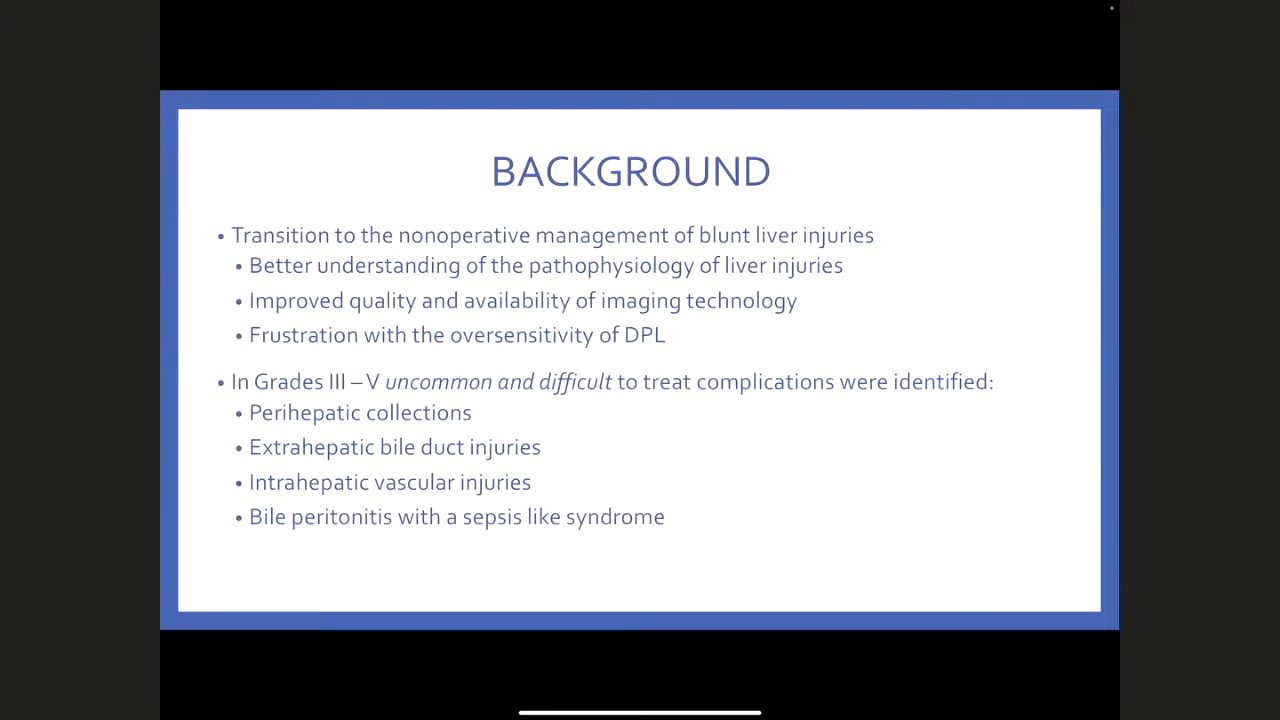 BACKGROUND
• Transition to the nonoperative management of blunt liver injuries
• Better understanding of the pathophysiology of liver injuries
• Improved quality and availability of imaging technology
• Frustration with the oversensitivity of DPL
• In Grades III – V uncommon and difficult to treat complications were identified:
• Perihepatic collections
• Extrahepatic bile duct injuries
• Intrahepatic vascular injuries
• Bile peritonitis with a sepsis like syndrome